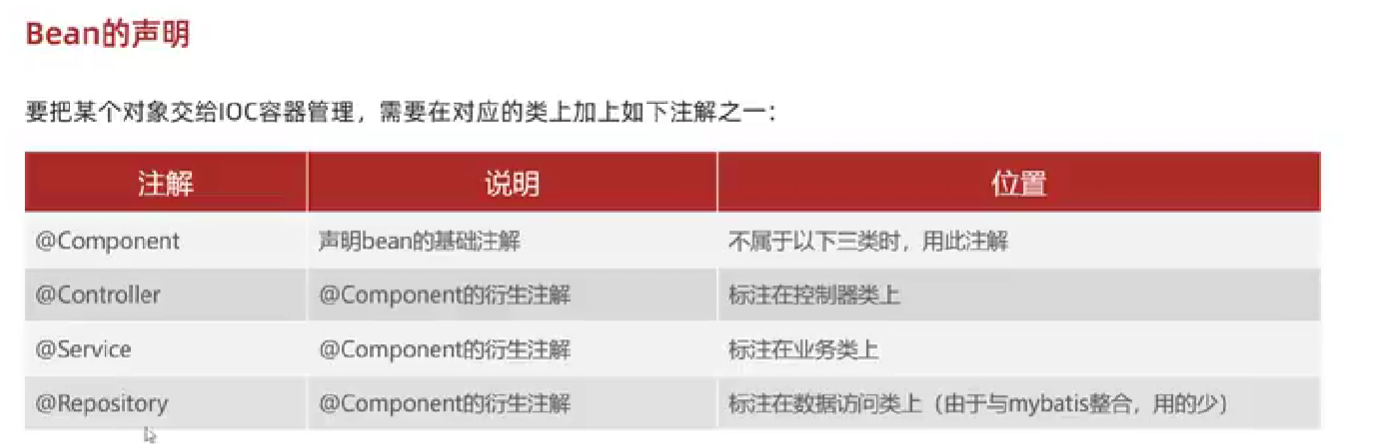 Bean的声明
要把某个对象交给IOC容器管理，需要在对应的类上加上如下注解之一：
注解 说明 位置
@Component 声明bean的基础注解 不属于以下三类时，用此注解
@Controller @Component的衍生注解 标注在控制器类上
@Service @Component的衍生注解 标注在业务类上
@Repository @Component的衍生注解 标注在数据访问类上（由于与mybatis整合，用的少）